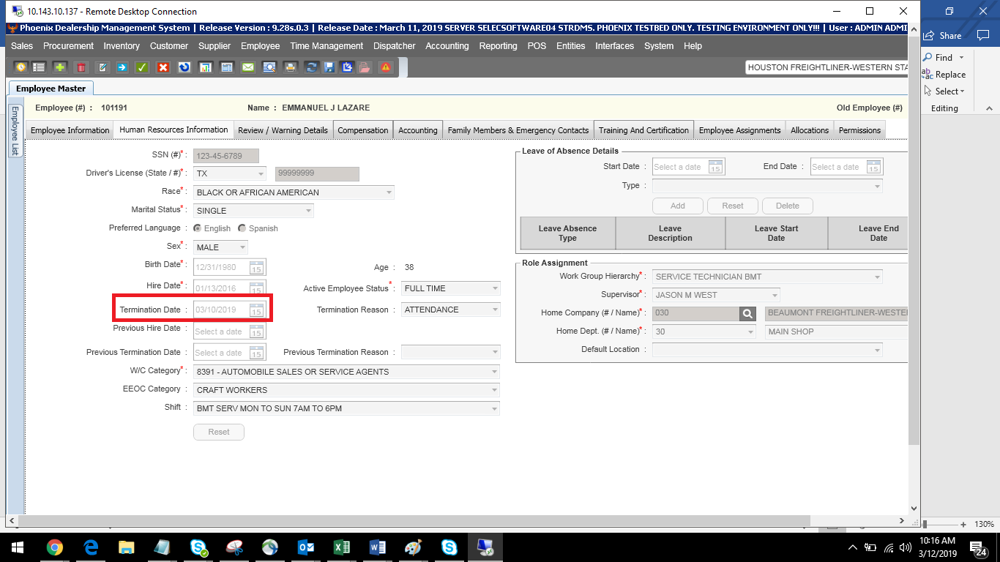 10.143.10.137 - Remote Desktop Connection
Phoenix Dealership Management System | Release Version : 9.28s.0.3 | Release Date : March 11, 2019 SERVER SELECSOFTWARE04 STRDMS. PHOENIX TESTBED ONLY. TESTING ENVIRONMENT ONLY!!! | User : ADMIN ADMI
Share
Sales Procurement Inventory Customer Supplier Employee Time Management Dispatcher Accounting Reporting POS Entities Interfaces System Help
Find
HOUSTON FREIGHTLINER-WESTERN STA
Replace
Employee Master
Select
Employee (#) : 101191 Name : EMMANUEL J LAZARE Old Employee (#)
Editing
Employee List
Employee Information Human Resources Information Review / Warning Details Compensation Accounting Family Members & Emergency Contacts Training And Certification Employee Assignments Allocations Permissions
SSN (#)* : 123-45-6789
Driver's License (State / #)* : TX 99999999
Race* : BLACK OR AFRICAN AMERICAN
Marital Status* : SINGLE
Preferred Language : English Spanish
Sex* : MALE
Birth Date* : 12/31/1980 15 Age : 38
Hire Date* : 01/13/2016 15 Active Employee Status* : FULL TIME
Termination Date : 03/10/2019 15 Termination Reason : ATTENDANCE
Previous Hire Date : Select a date 15
Previous Termination Date : Select a date 15 Previous Termination Reason :
W/C Category* : 8391 - AUTOMOBILE SALES OR SERVICE AGENTS
EEOC Category : CRAFT WORKERS
Shift : BMT SERV MON TO SUN 7AM TO 6PM
Reset
Leave of Absence Details
Start Date : Select a date 15 End Date : Select a date 15
Type :
Add Reset Delete
Leave Absence Type Leave Description Leave Start Date Leave End Date
Role Assignment
Work Group Hierarchy* : SERVICE TECHNICIAN BMT
Supervisor* : JASON M WEST
Home Company (# / Name)* : 030 BEAUMONT FREIGHTLINER-WESTE
Home Dept. (# / Name)* : 30 MAIN SHOP
Default Location :
130%
10:16 AM
3/12/2019
24